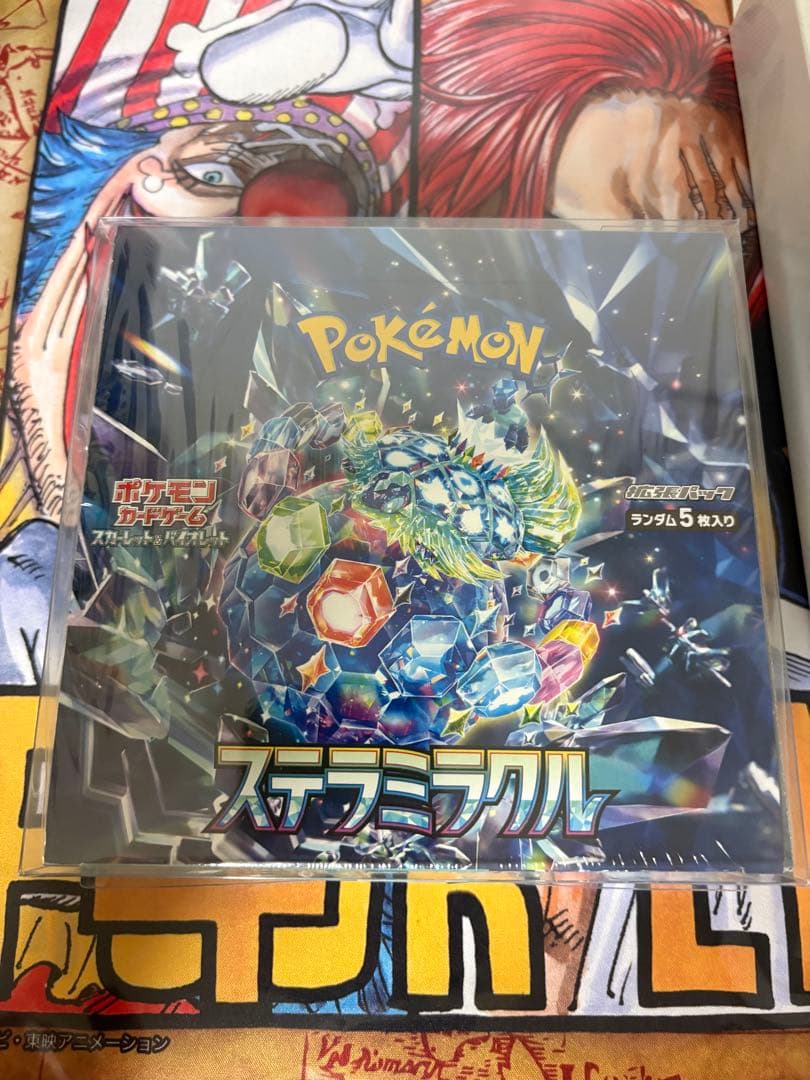 POKÉMON
ポケモン
カードゲーム
スカーレット&バイオレット
拡張パック
ランダム5枚入り
ステラミラクル
・東映アニメーション